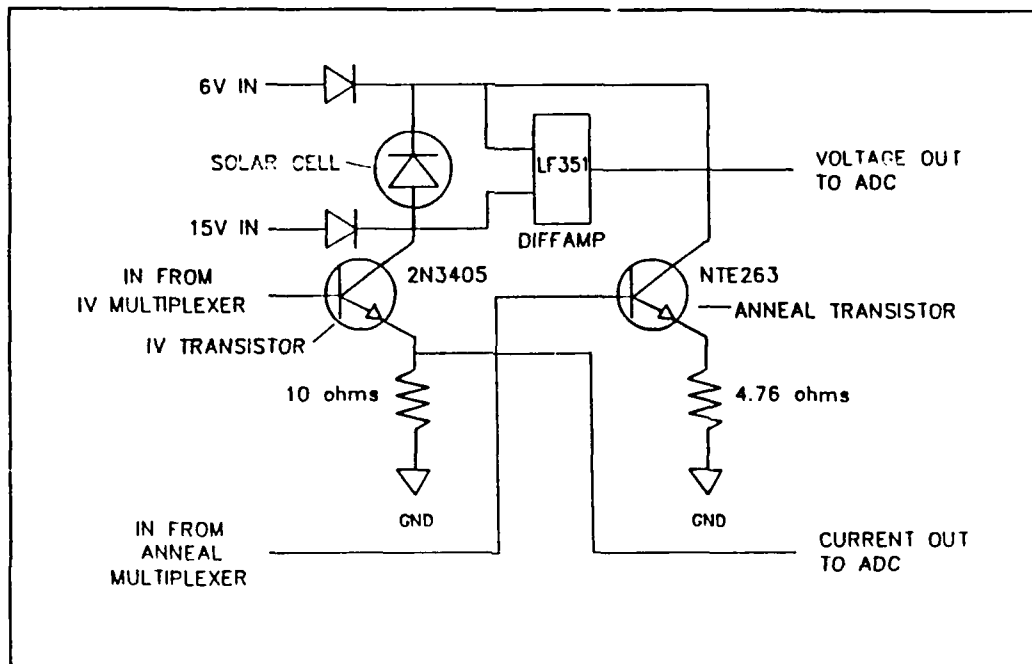 6V IN
SOLAR CELL
LF351
VOLTAGE OUT
TO ADC
15V IN
DIFFAMP
IN FROM
IV MULTIPLEXER
2N3405
NTE263
ANNEAL TRANSISTOR
IV TRANSISTOR
10 ohms
4.76 ohms
GND
GND
IN FROM
ANNEAL
MULTIPLEXER
CURRENT OUT
TO ADC